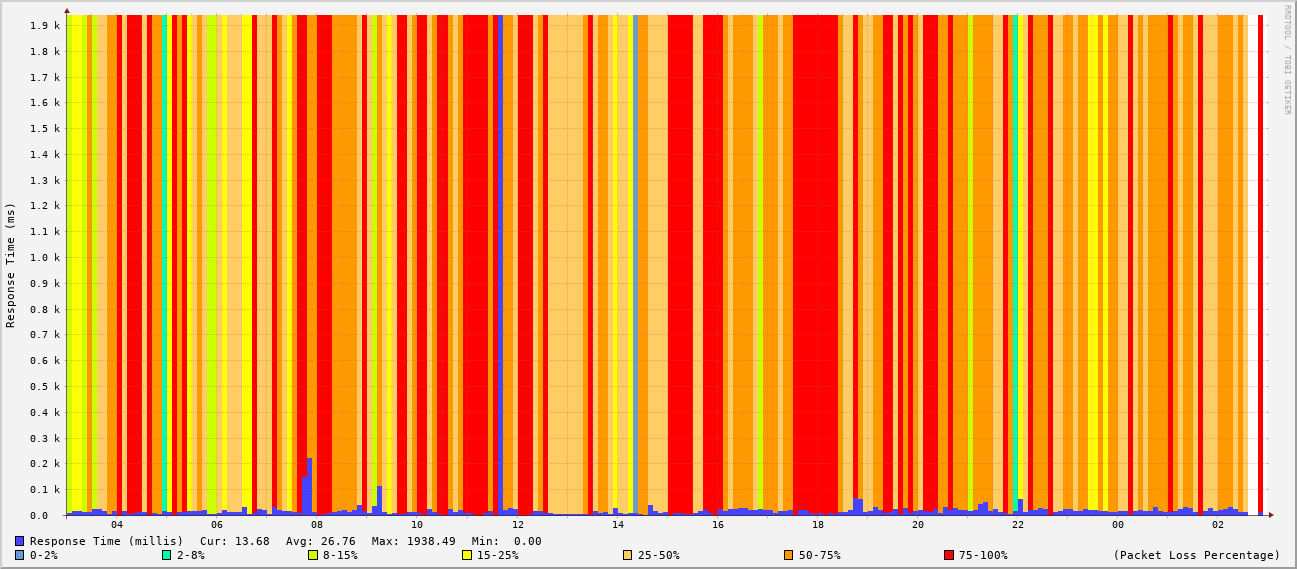 RRDTOOL / TOBI OETIKER
Response Time (ms)
1.9 k
1.8 k
1.7 k
1.6 k
1.5 k
1.4 k
1.3 k
1.2 k
1.1 k
1.0 k
0.9 k
0.8 k
0.7 k
0.6 k
0.5 k
0.4 k
0.3 k
0.2 k
0.1 k
0.0
04 06 08 10 12 14 16 18 20 22 00 02
Response Time (millis) Cur: 13.68 Avg: 26.76 Max: 1938.49 Min: 0.00
0-2% 2-8% 8-15% 15-25% 25-50% 50-75% 75-100% (Packet Loss Percentage)